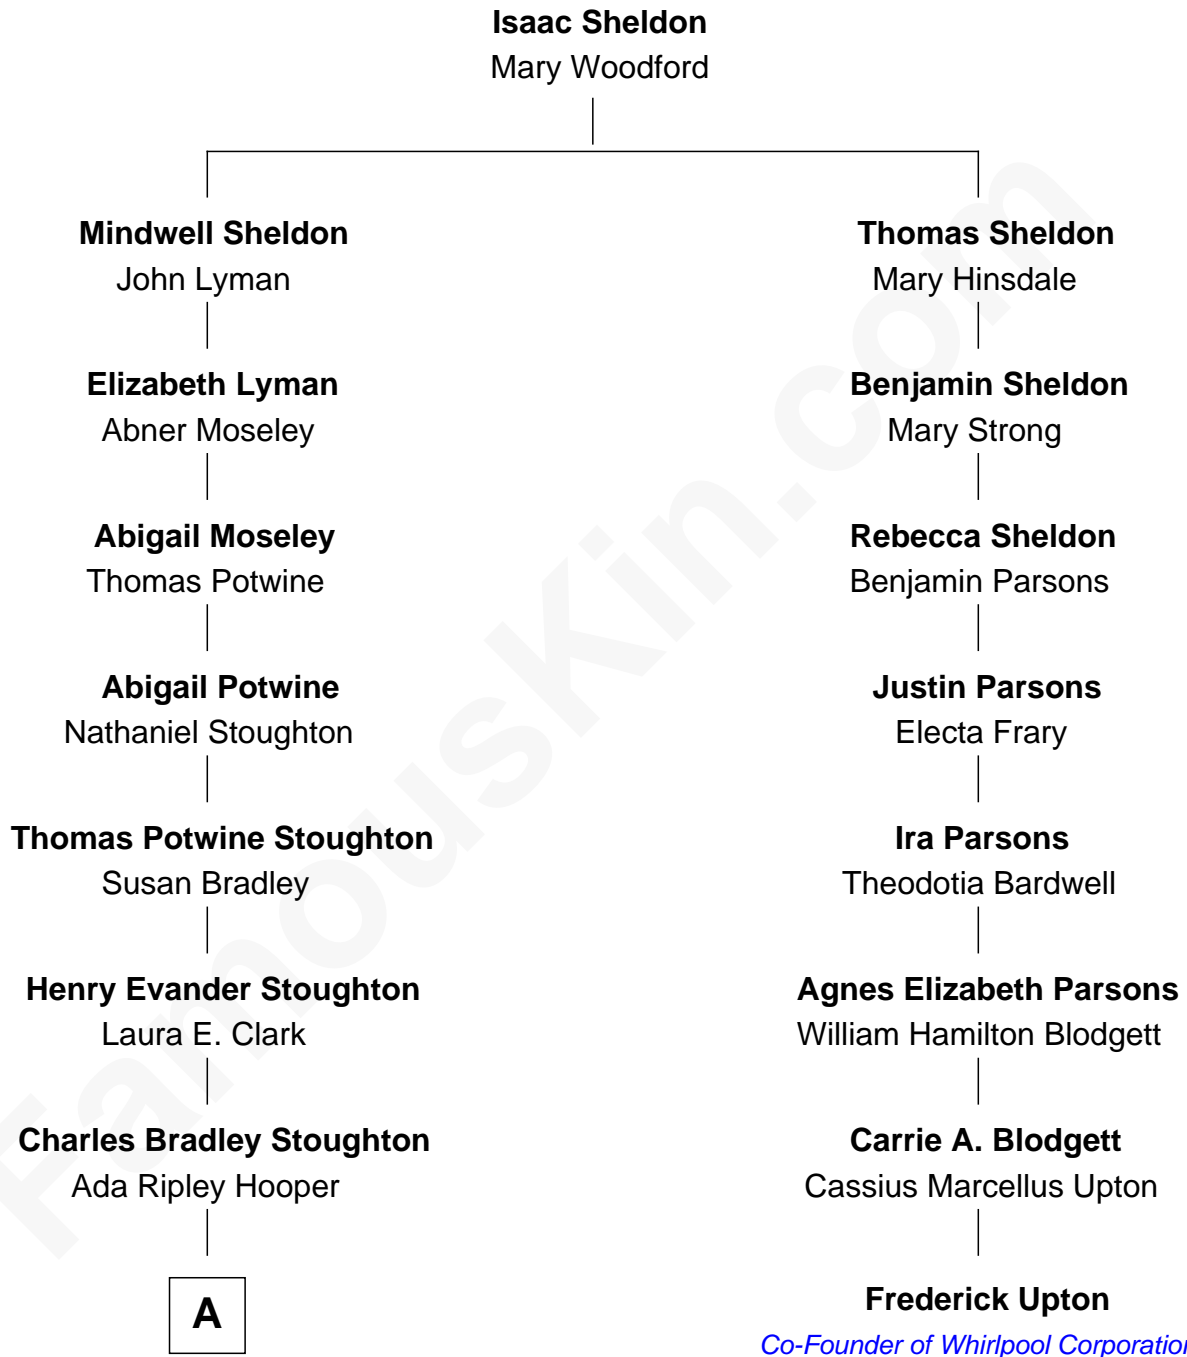 Isaac Sheldon
Mary Woodford
Mindwell Sheldon
John Lyman
Thomas Sheldon
Mary Hinsdale
Elizabeth Lyman
Abner Moseley
Benjamin Sheldon
Mary Strong
Abigail Moseley
Thomas Potwine
Rebecca Sheldon
Benjamin Parsons
Abigail Potwine
Nathaniel Stoughton
Justin Parsons
Electa Frary
Thomas Potwine Stoughton
Susan Bradley
Ira Parsons
Theodotia Bardwell
Henry Evander Stoughton
Laura E. Clark
Agnes Elizabeth Parsons
William Hamilton Blodgett
Charles Bradley Stoughton
Ada Ripley Hooper
Carrie A. Blodgett
Cassius Marcellus Upton
A
Frederick Upton
Co-Founder of Whirlpool Corporation
FamousKin.com